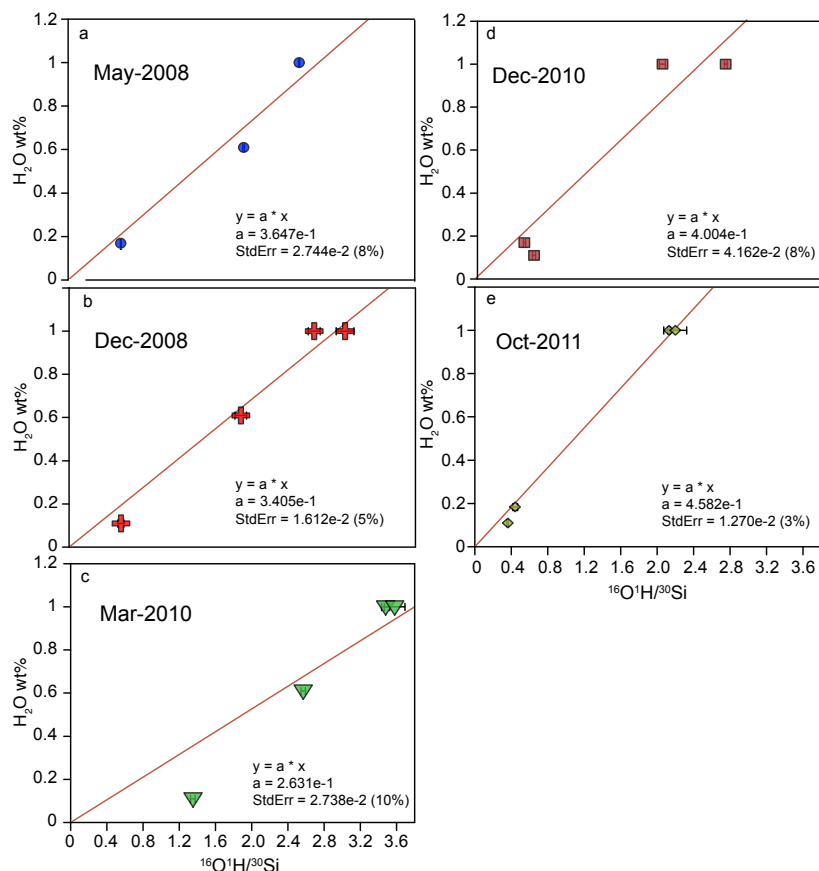 a
May-2008
H₂O wt%
1.2
1
0.8
0.6
0.4
0.2
0
y = a * x
a = 3.647e-1
StdErr = 2.744e-2 (8%)
b
Dec-2008
H₂O wt%
1
0.8
0.6
0.4
0.2
0
y = a * x
a = 3.405e-1
StdErr = 1.612e-2 (5%)
c
Mar-2010
H₂O wt%
1.2
1
0.8
0.6
0.4
0.2
0
y = a * x
a = 2.631e-1
StdErr = 2.738e-2 (10%)
0 0.6 1.2 1.8 2.4 3.0 3.6
¹⁶O¹H/³⁰Si
d
Dec-2010
H₂O wt%
1.2
1
0.8
0.6
0.4
0.2
0
y = a * x
a = 4.004e-1
StdErr = 4.162e-2 (8%)
e
Oct-2011
H₂O wt%
1
0.8
0.6
0.4
0.2
0
y = a * x
a = 4.582e-1
StdErr = 1.270e-2 (3%)
0 0.4 0.8 1.2 1.6 2.0 2.4 2.8 3.2 3.6
¹⁶O¹H/³⁰Si